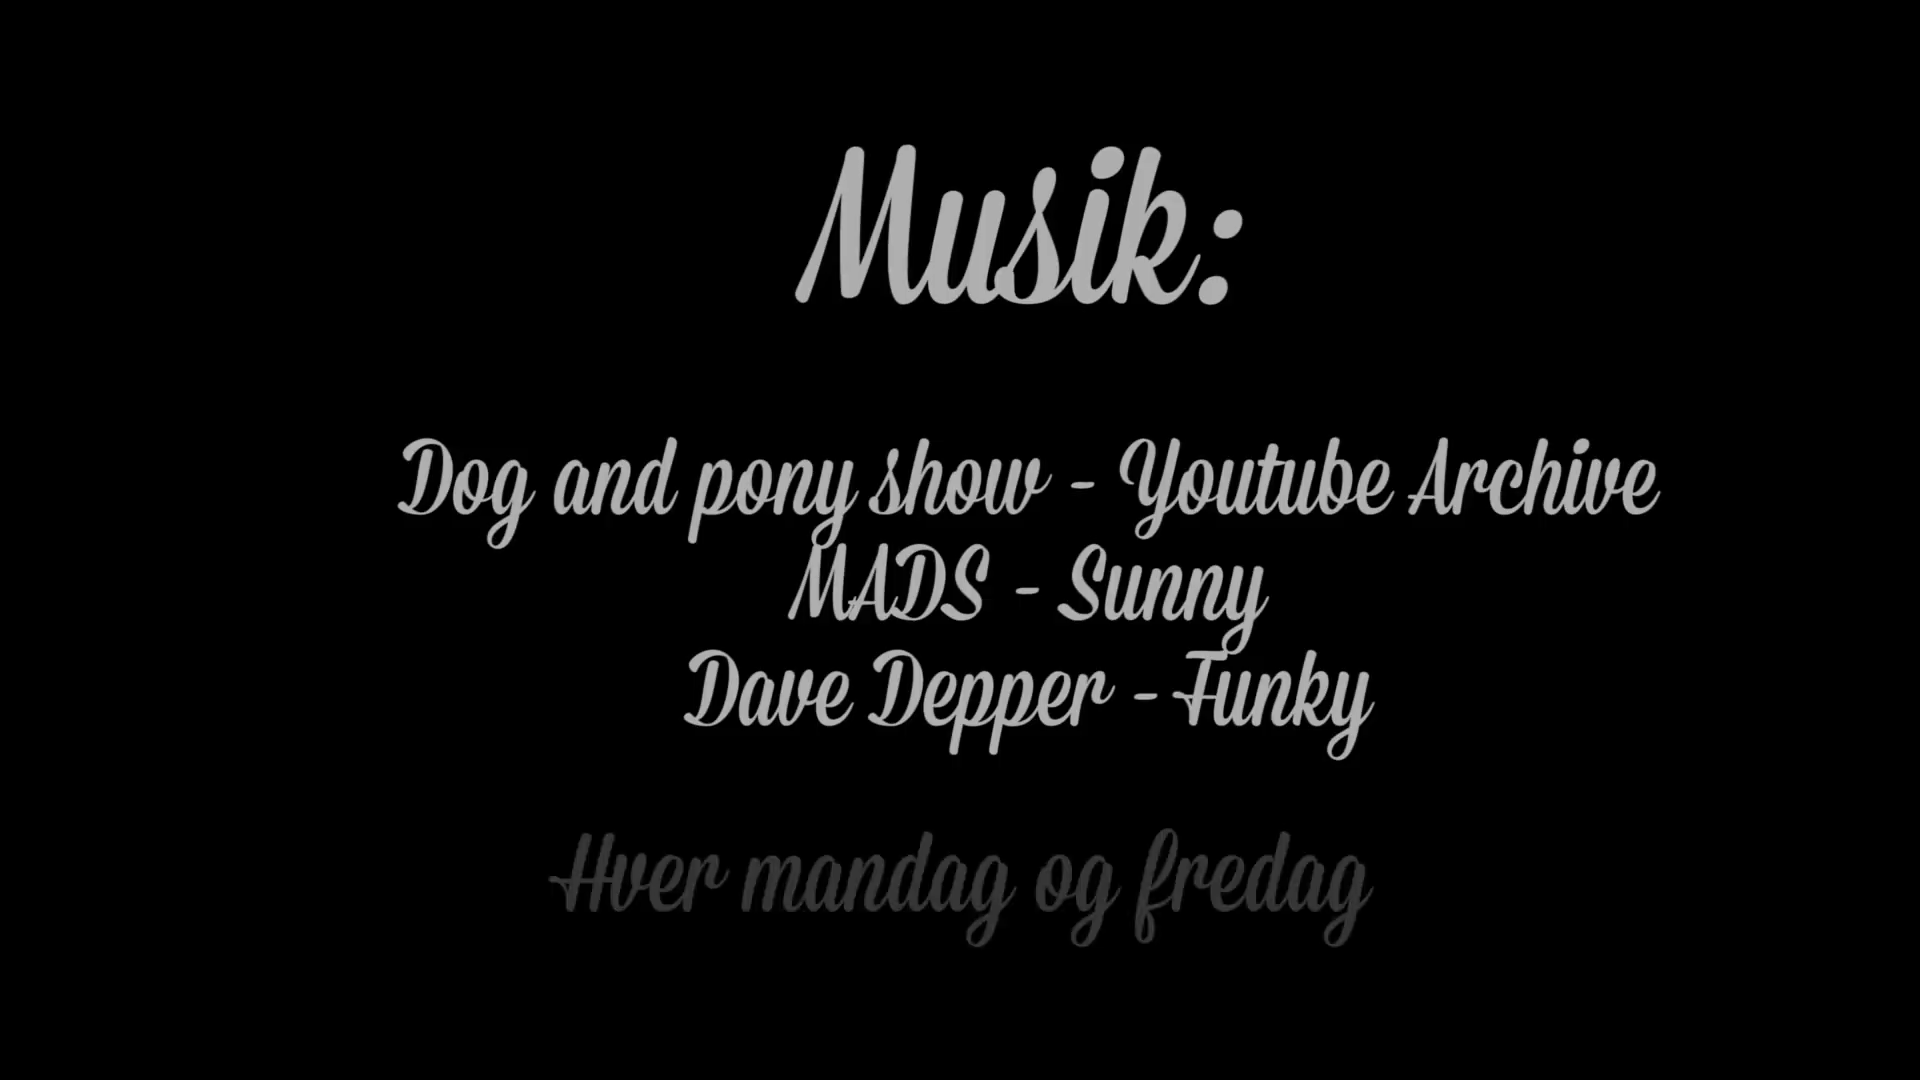 Musik:
Dog and pony show - Youtube Archive
MADS - Sunny
Dave Depper - Funky
Hver mandag og fredag